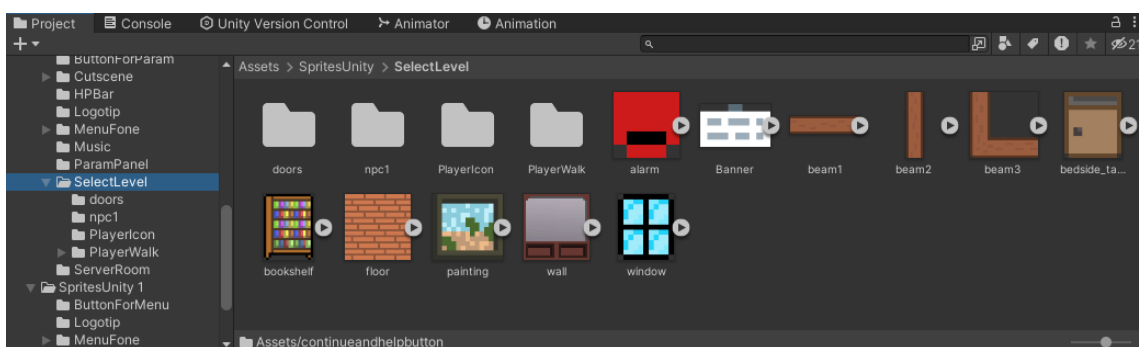 Project Console Unity Version Control Animator Animation
ButtonForParam
Cutscene
HPBar
Logotip
MenuFone
Music
ParamPanel
SelectLevel
doors
npc1
PlayerIcon
PlayerWalk
ServerRoom
SpritesUnity 1
ButtonForMenu
Logotip
MenuFone
Assets > SpritesUnity > SelectLevel
doors npc1 PlayerIcon PlayerWalk alarm Banner beam1 beam2 beam3 bedside_ta...
bookshelf floor painting wall window
Assets/continueandhelpbutton